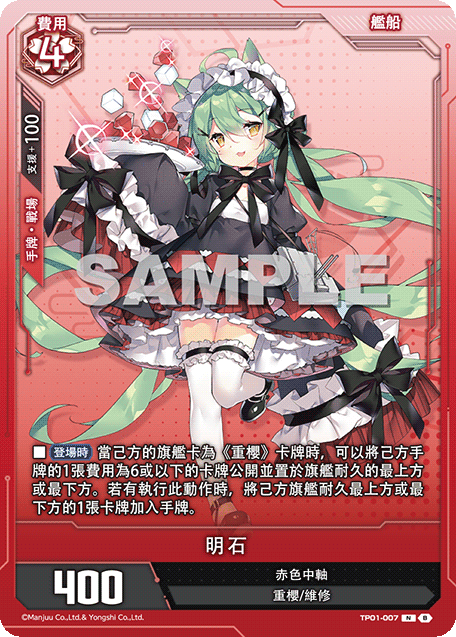 費用
4
艦船
支援+100
手牌・戰場
SAMPLE
■ 登場時 當己方的旗艦卡為《重櫻》卡牌時，可以將己方手
牌的1張費用為6或以下的卡牌公開並置於旗艦耐久的最上方
或最下方。若有執行此動作時，將己方旗艦耐久最上方或最
下方的1張卡牌加入手牌。
明石
400
赤色中軸
重櫻/維修
©Manjuu Co.,Ltd.& Yongshi Co.,Ltd.
TP01-007 N B